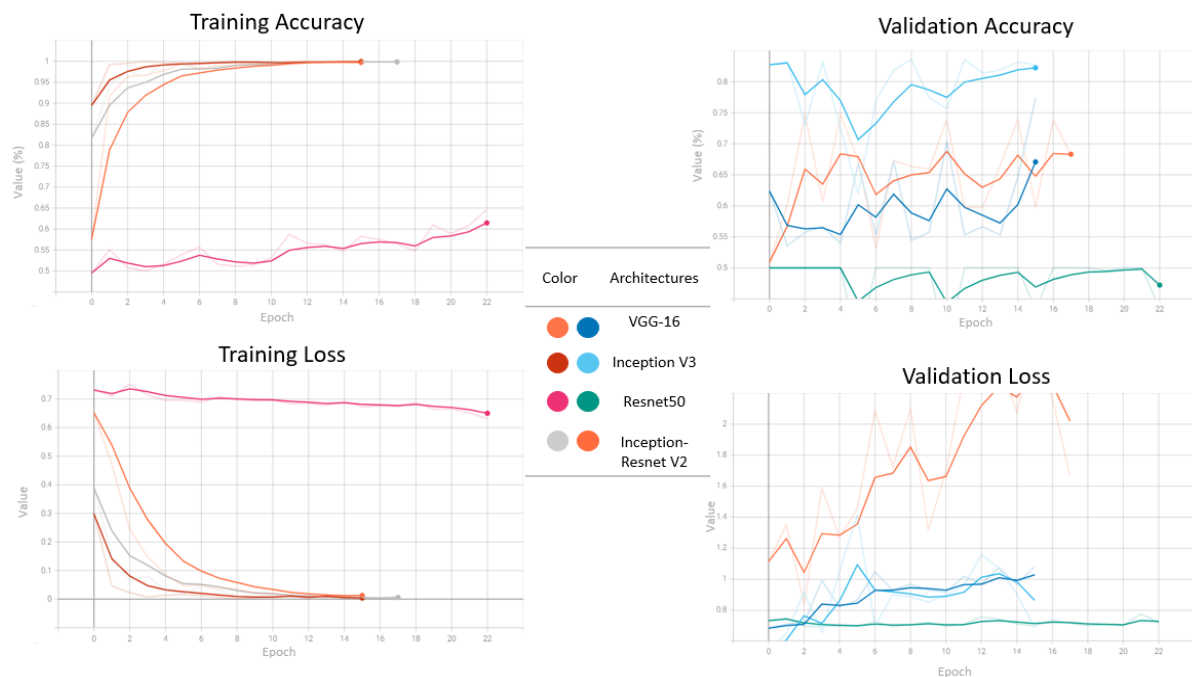 Training Accuracy
1
0.95
0.9
0.85
0.8
0.75
0.7
0.65
0.6
0.55
0.5
Value (%)
0 2 4 6 8 10 12 14 16 18 20 22
Epoch
Validation Accuracy
0.8
0.75
0.7
0.65
0.6
0.55
0.5
0.45
Value (%)
0 2 4 6 8 10 12 14 16 18 20 22
Epoch
Color Architectures
VGG-16
Inception V3
Resnet50
Inception-
Resnet V2
Training Loss
0.7
0.6
0.5
0.4
0.3
0.2
0.1
0
Value
0 2 4 6 8 10 12 14 16 18 20 22
Epoch
Validation Loss
2
1.8
1.6
1.4
1.2
1
0.8
Value
0 2 4 6 8 10 12 14 16 18 20 22
Epoch